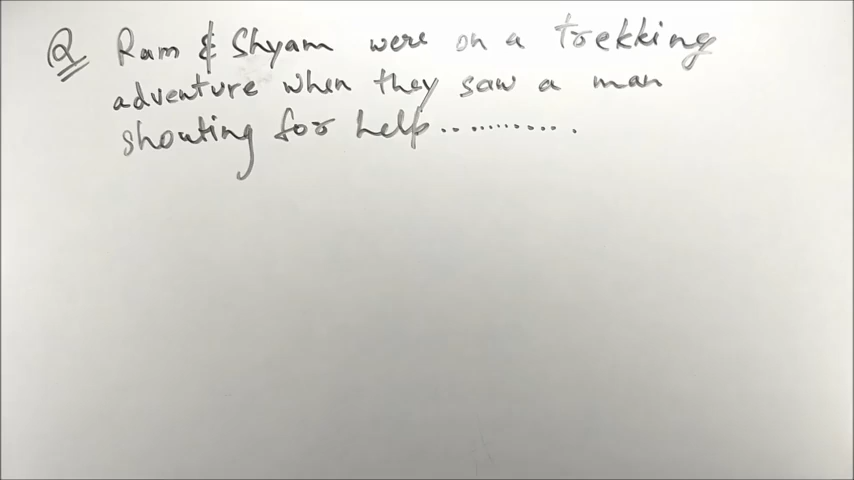 Q Ram & Shyam were on a trekking
adventure when they saw a man
shouting for help............